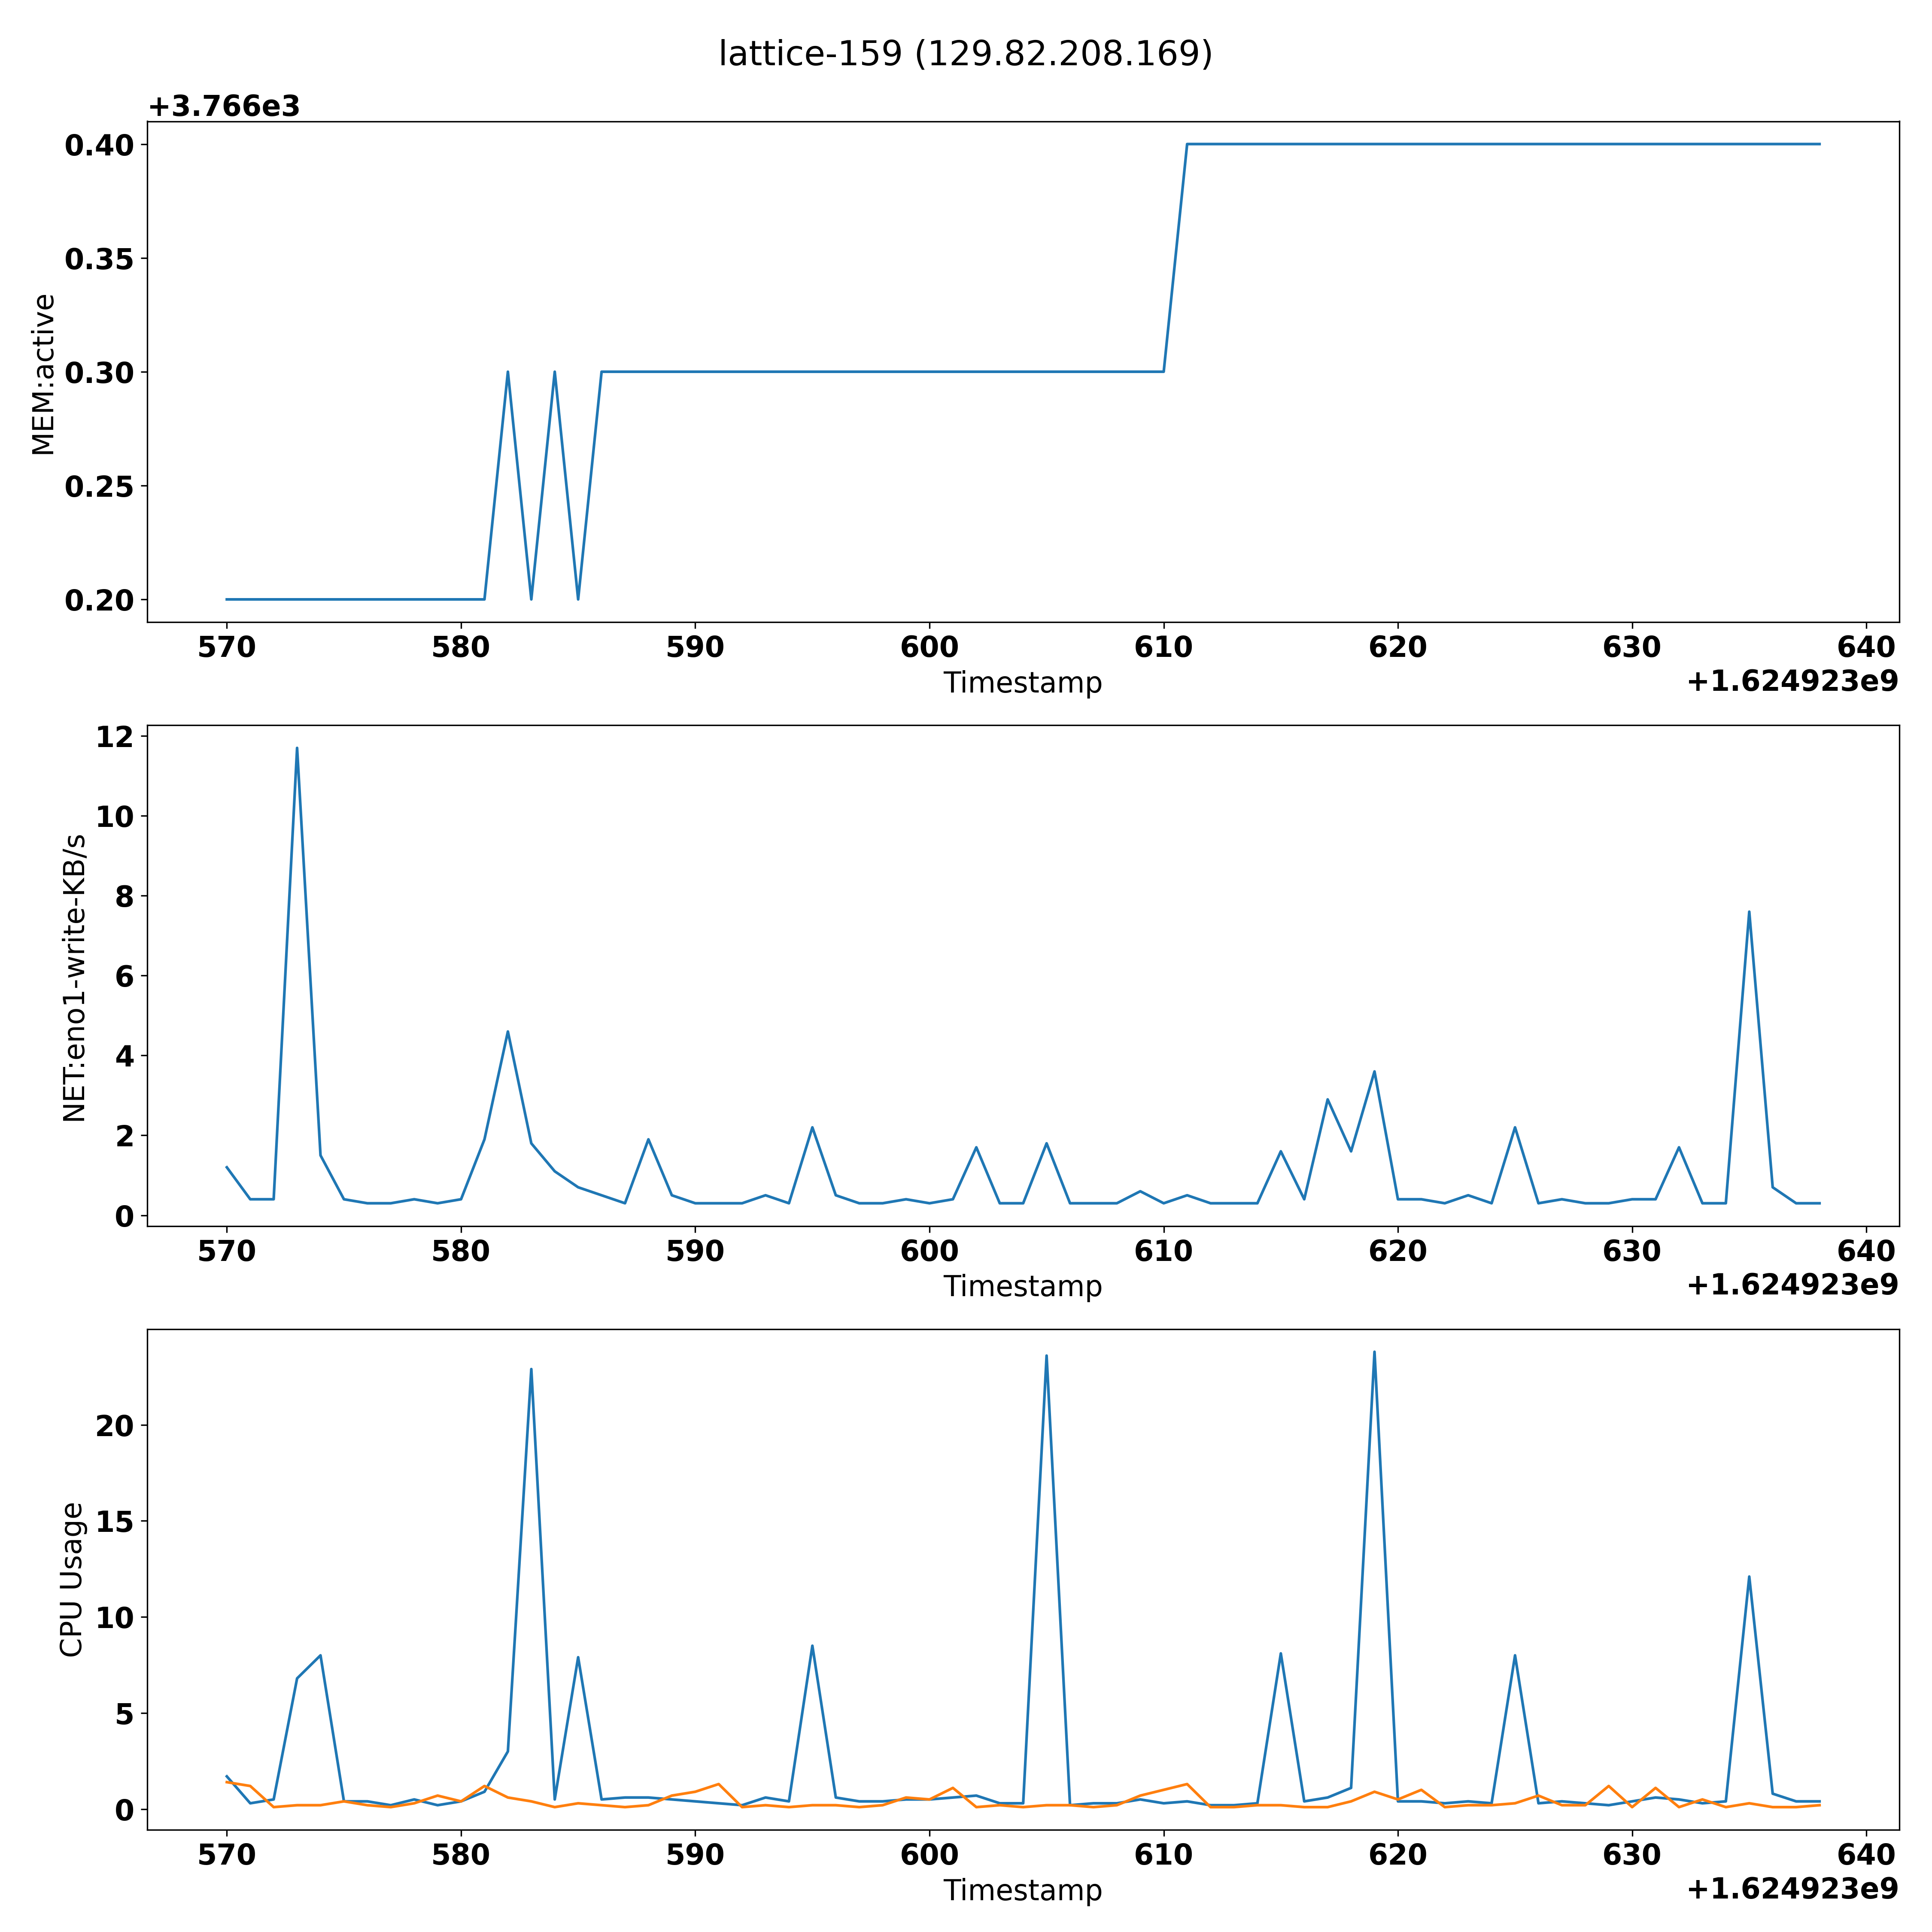 lattice-159 (129.82.208.169)
+3.766e3
0.40
0.35
0.30
0.25
0.20
MEM:active
570 580 590 600 610 620 630 640
Timestamp
+1.624923e9
12
10
8
6
4
2
0
NET:eno1-write-KB/s
570 580 590 600 610 620 630 640
Timestamp
+1.624923e9
20
15
10
5
0
CPU Usage
570 580 590 600 610 620 630 640
Timestamp
+1.624923e9